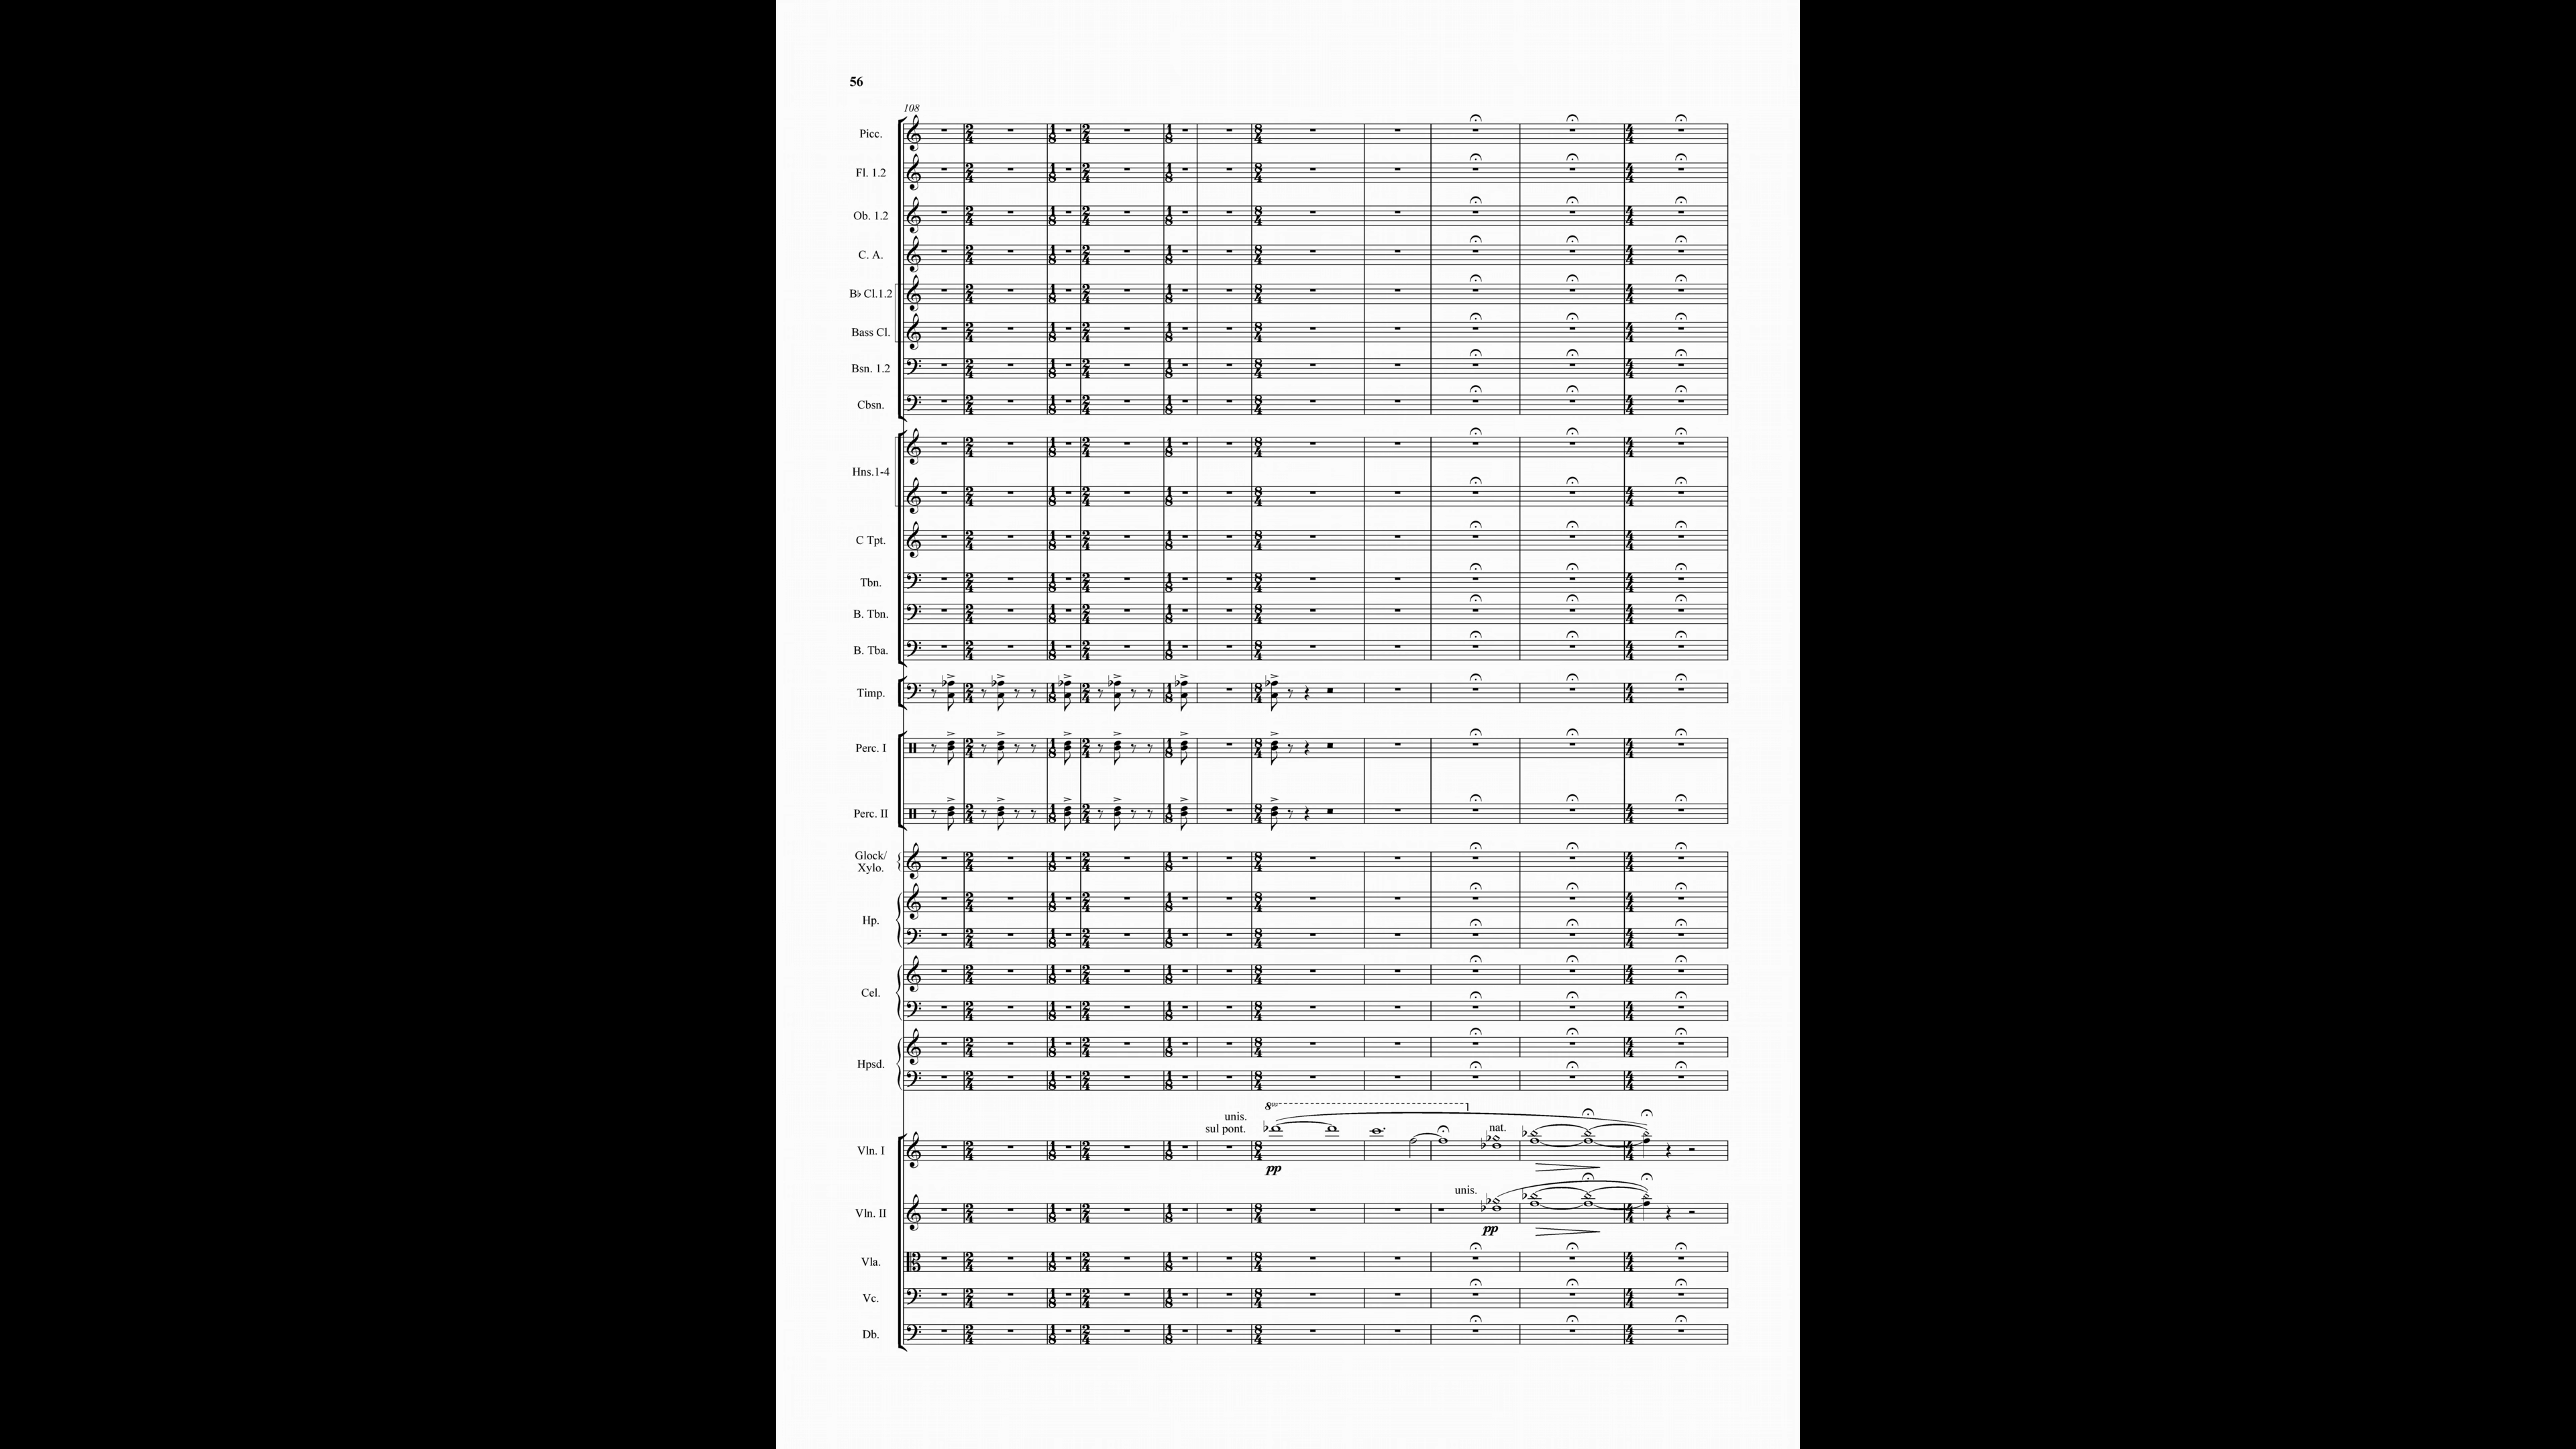 56
108
Picc.
Fl. 1.2
Ob. 1.2
C. A.
B♭ Cl.1.2
Bass Cl.
Bsn. 1.2
Cbsn.
Hns.1-4
C Tpt.
Tbn.
B. Tbn.
B. Tba.
Timp.
Perc. I
Perc. II
Glock/
Xylo.
Hp.
Cel.
Hpsd.
8va
unis.
sul pont.
nat.
Vln. I
pp
unis.
Vln. II
pp
Vla.
Vc.
Db.